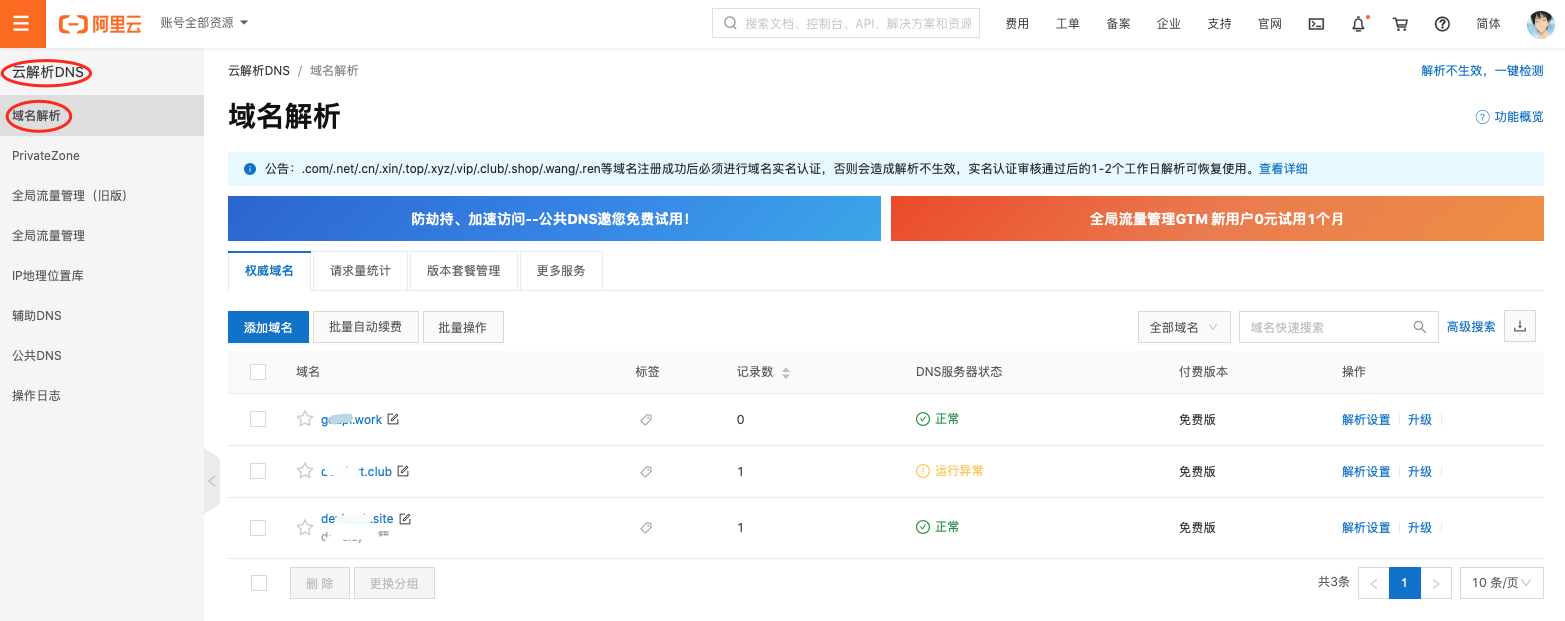 阿里云
账号全部资源
搜索文档、控制台、API、解决方案和资源
费用 工单 备案 企业 支持 官网 简体
云解析DNS
域名解析
PrivateZone
全局流量管理（旧版）
全局流量管理
IP地理位置库
辅助DNS
公共DNS
操作日志
云解析DNS / 域名解析
解析不生效，一键检测
域名解析
功能概览
公告：.com/.net/.cn/.xin/.top/.xyz/.vip/.club/.shop/.wang/.ren等域名注册成功后必须进行域名实名认证，否则会造成解析不生效，实名认证审核通过后的1-2个工作日解析可恢复使用。查看详细
防劫持、加速访问--公共DNS邀您免费试用！
全局流量管理GTM 新用户0元试用1个月
权威域名 请求量统计 版本套餐管理 更多服务
添加域名 批量自动续费 批量操作 全部域名 域名快速搜索 高级搜索
域名 标签 记录数 DNS服务器状态 付费版本 操作
.work 0 正常 免费版 解析设置 升级
.club 1 运行异常 免费版 解析设置 升级
.site 1 正常 免费版 解析设置 升级
删 除 更换分组 共3条 < 1 > 10 条/页